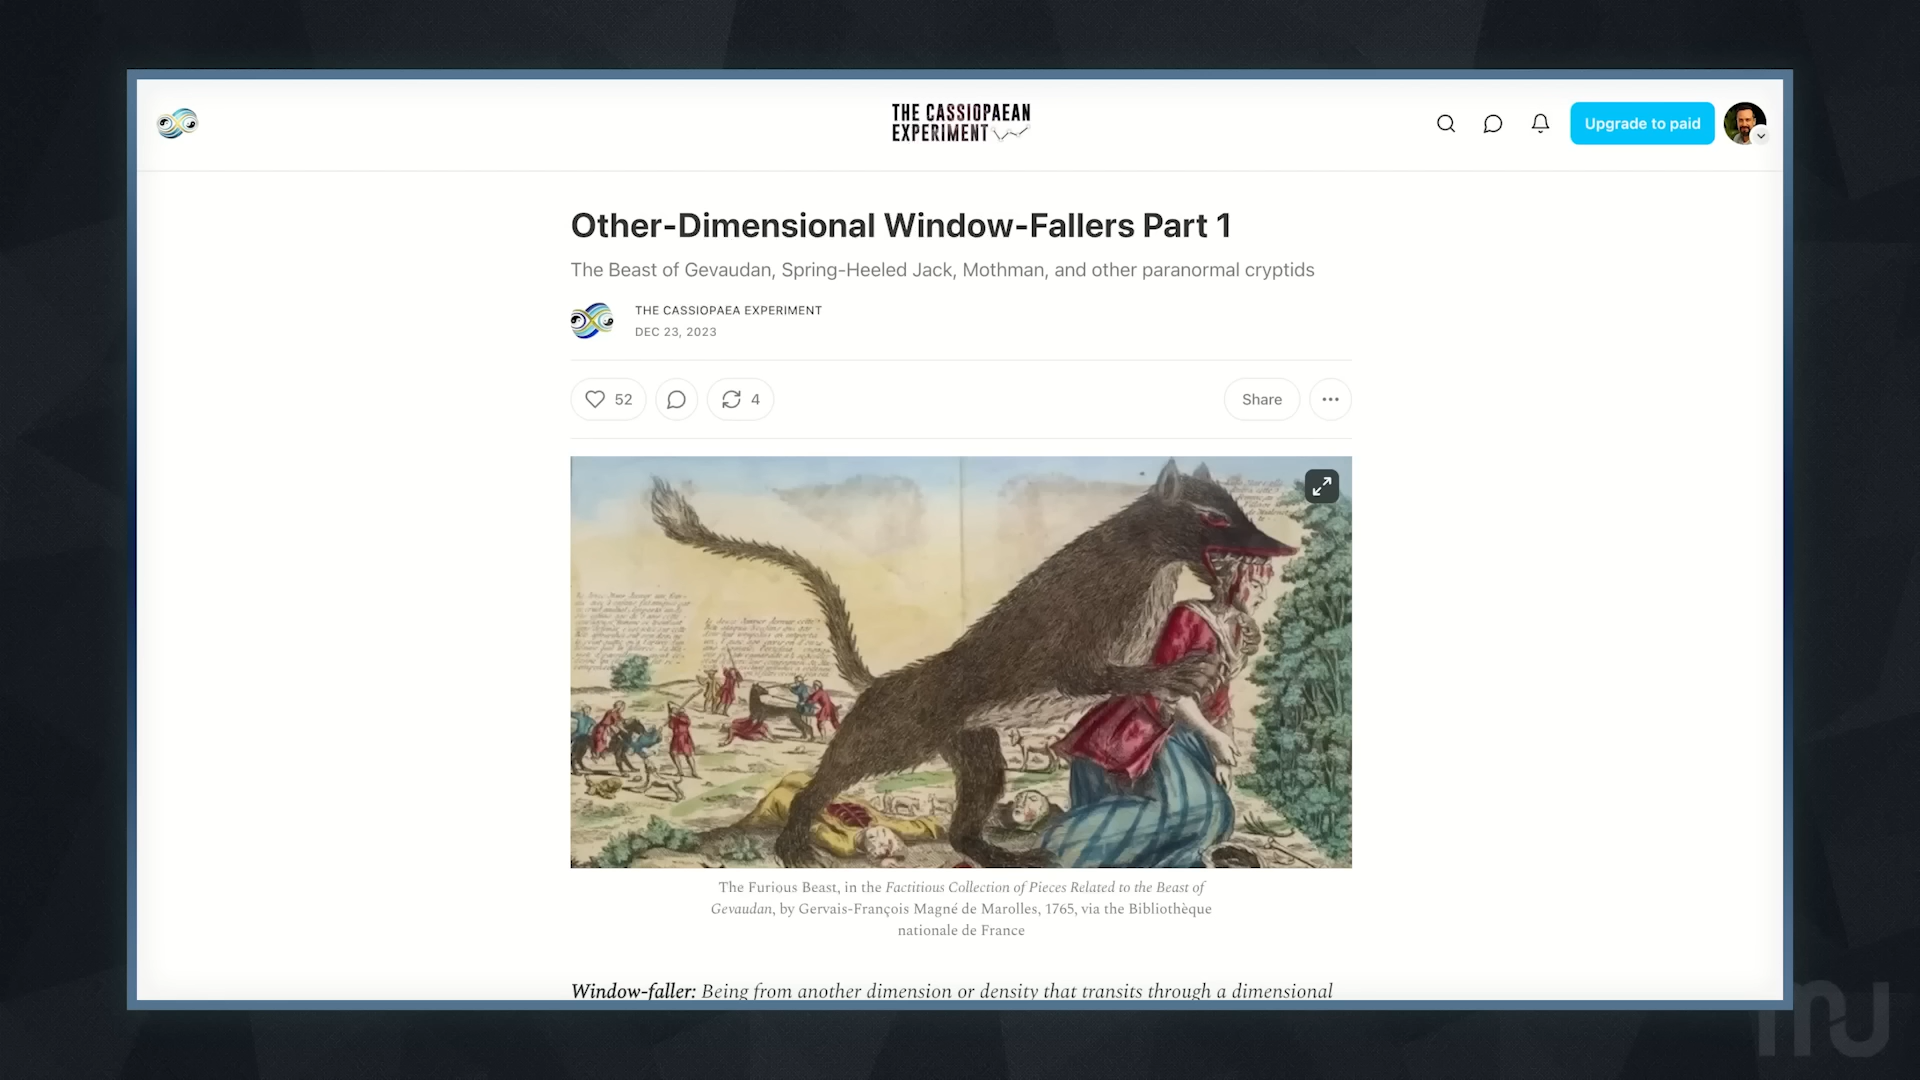 THE CASSIOPAEAN
EXPERIMENT
Upgrade to paid
Other-Dimensional Window-Fallers Part 1
The Beast of Gevaudan, Spring-Heeled Jack, Mothman, and other paranormal cryptids
THE CASSIOPAEA EXPERIMENT
DEC 23, 2023
52
4
Share
The Furious Beast, in the Factitious Collection of Pieces Related to the Beast of
Gevaudan, by Gervais-François Magné de Marolles, 1765, via the Bibliothèque
nationale de France
Window-faller: Being from another dimension or density that transits through a dimensional